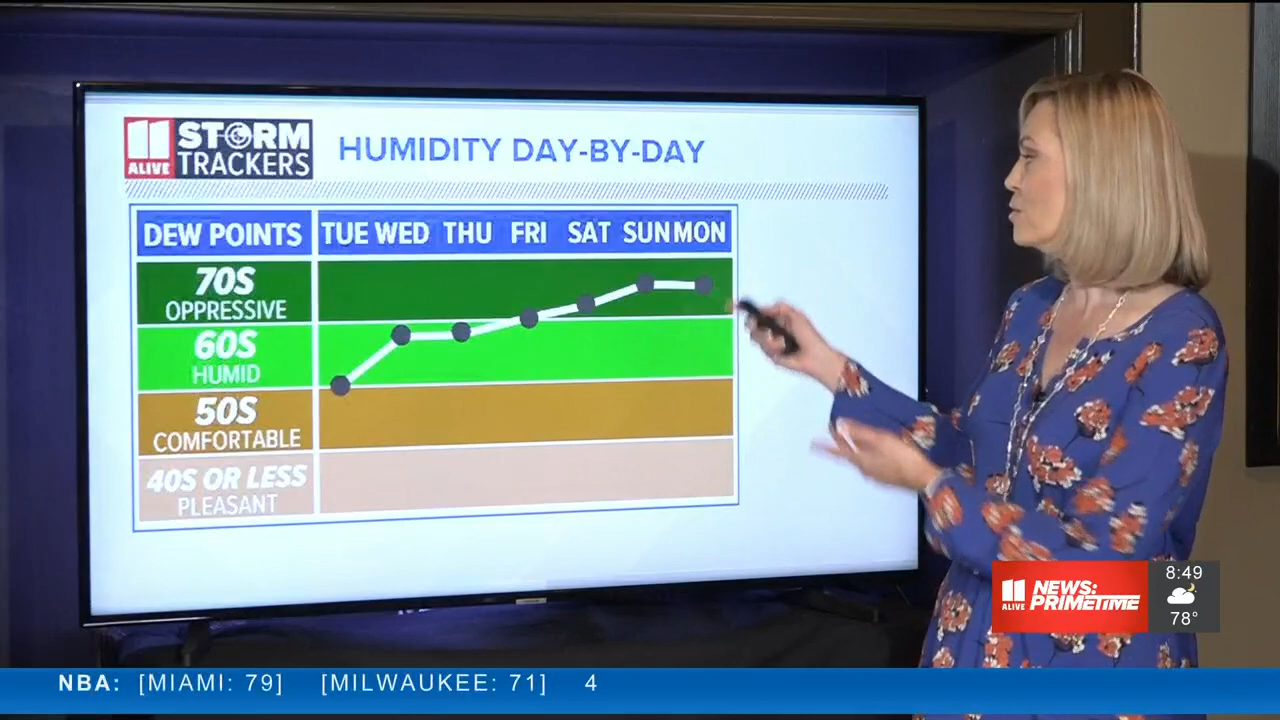 11 ALIVE
STORM
TRACKERS
HUMIDITY DAY-BY-DAY
DEW POINTS TUE WED THU FRI SAT SUN MON
70S
OPPRESSIVE
60S
HUMID
50S
COMFORTABLE
40S OR LESS
PLEASANT
11 ALIVE
NEWS:
PRIMETIME
8:49
78°
NBA: [MIAMI: 79] [MILWAUKEE: 71] 4